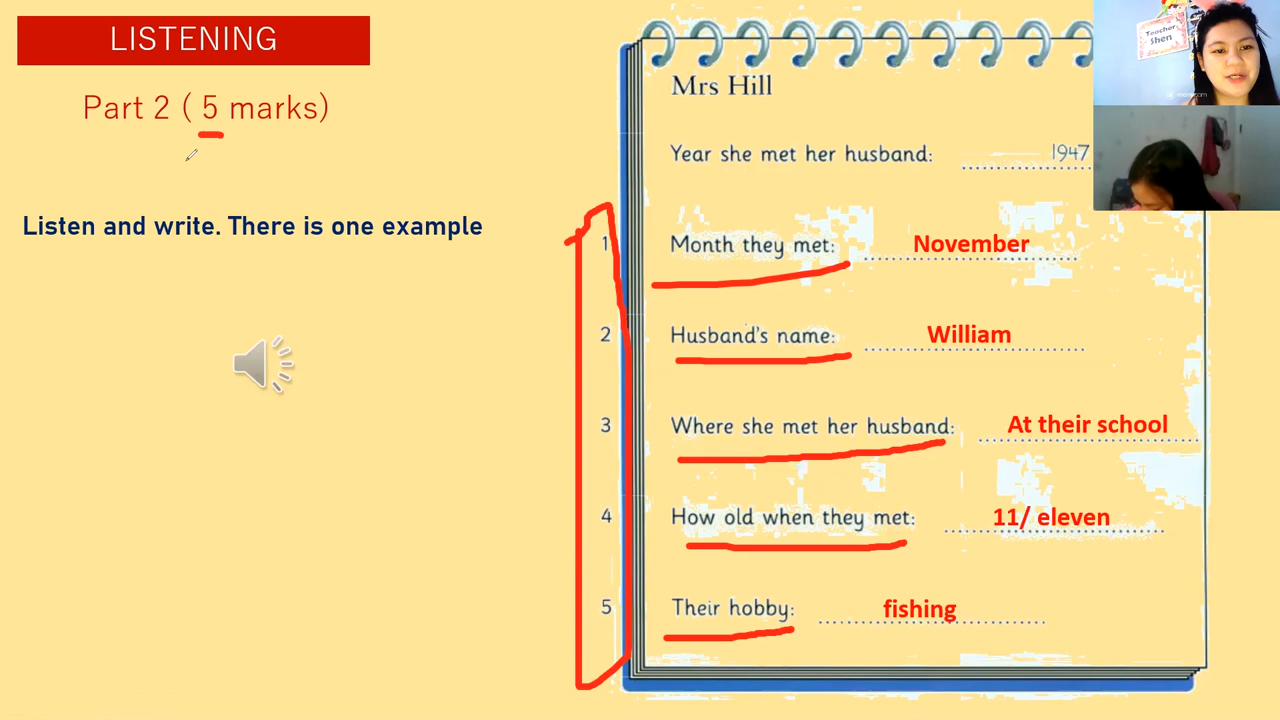 LISTENING
Part 2 ( 5 marks)
Listen and write. There is one example
Mrs Hill
Year she met her husband: 1947
1 Month they met: November
2 Husband's name: William
3 Where she met her husband: At their school
4 How old when they met: 11/ eleven
5 Their hobby: fishing
Teacher
Shen